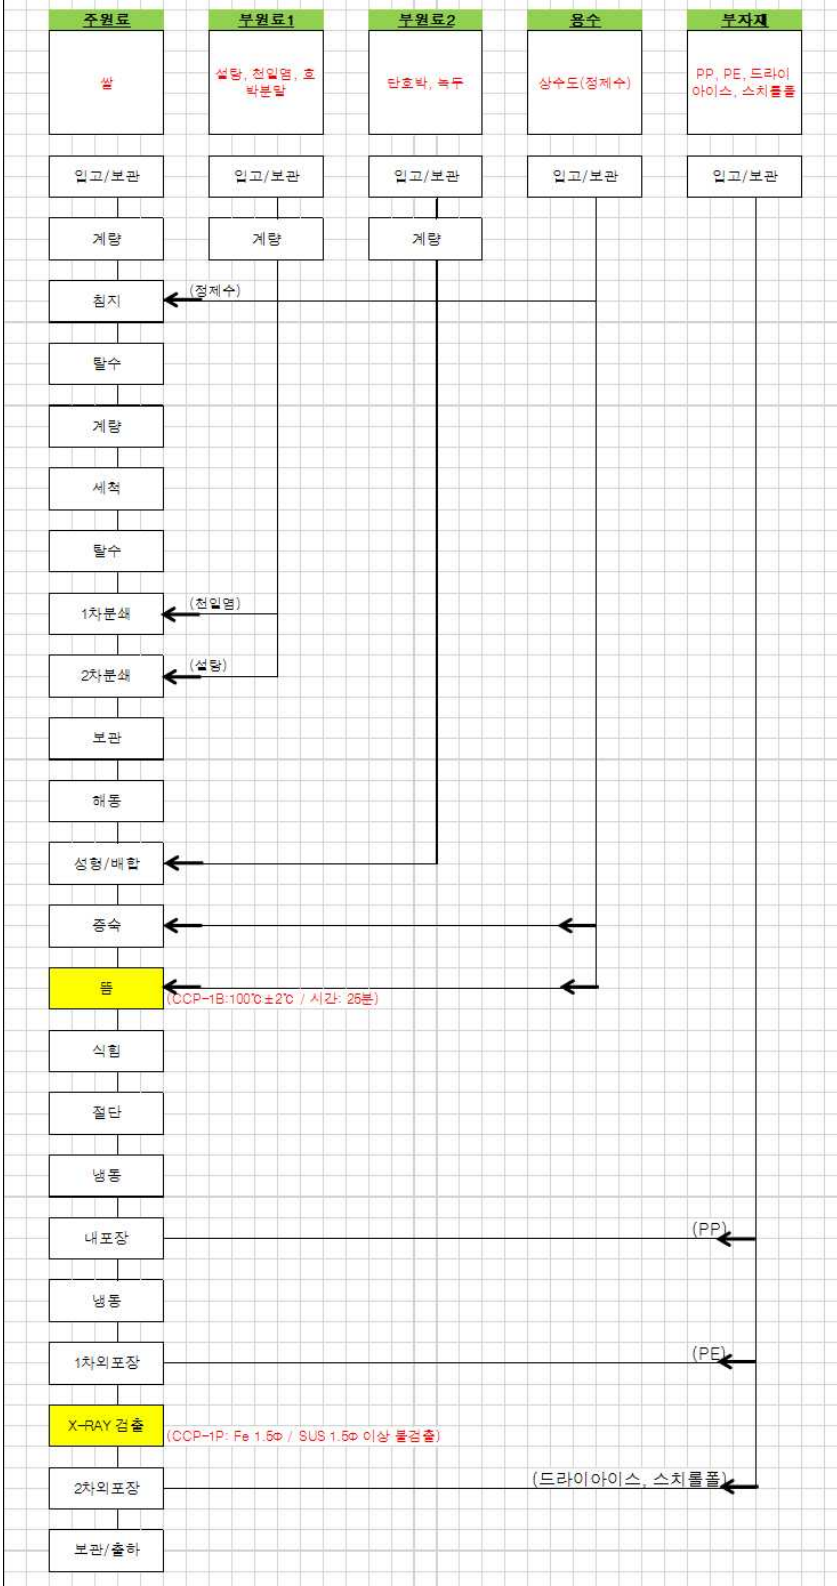 주원료
부원료1
부원료2
용수
부자재
쌀
설탕, 천일염, 호
박분말
단호박, 녹두
상수도(정제수)
PP, PE, 드라이
아이스, 스치롤폴
입고/보관
입고/보관
입고/보관
입고/보관
입고/보관
계량
계량
계량
침지
(정제수)
탈수
계량
세척
탈수
1차분쇄
(천일염)
2차분쇄
(설탕)
보관
해동
성형/배합
증숙
뜸
(CCP-1B:100℃±2℃ / 시간: 25분)
식힘
절단
냉동
내포장
(PP)
냉동
1차외포장
(PE)
X-RAY 검출
(CCP-1P: Fe 1.5Φ / SUS 1.5Φ 이상 불검출)
2차외포장
(드라이아이스, 스치롤폴)
보관/출하